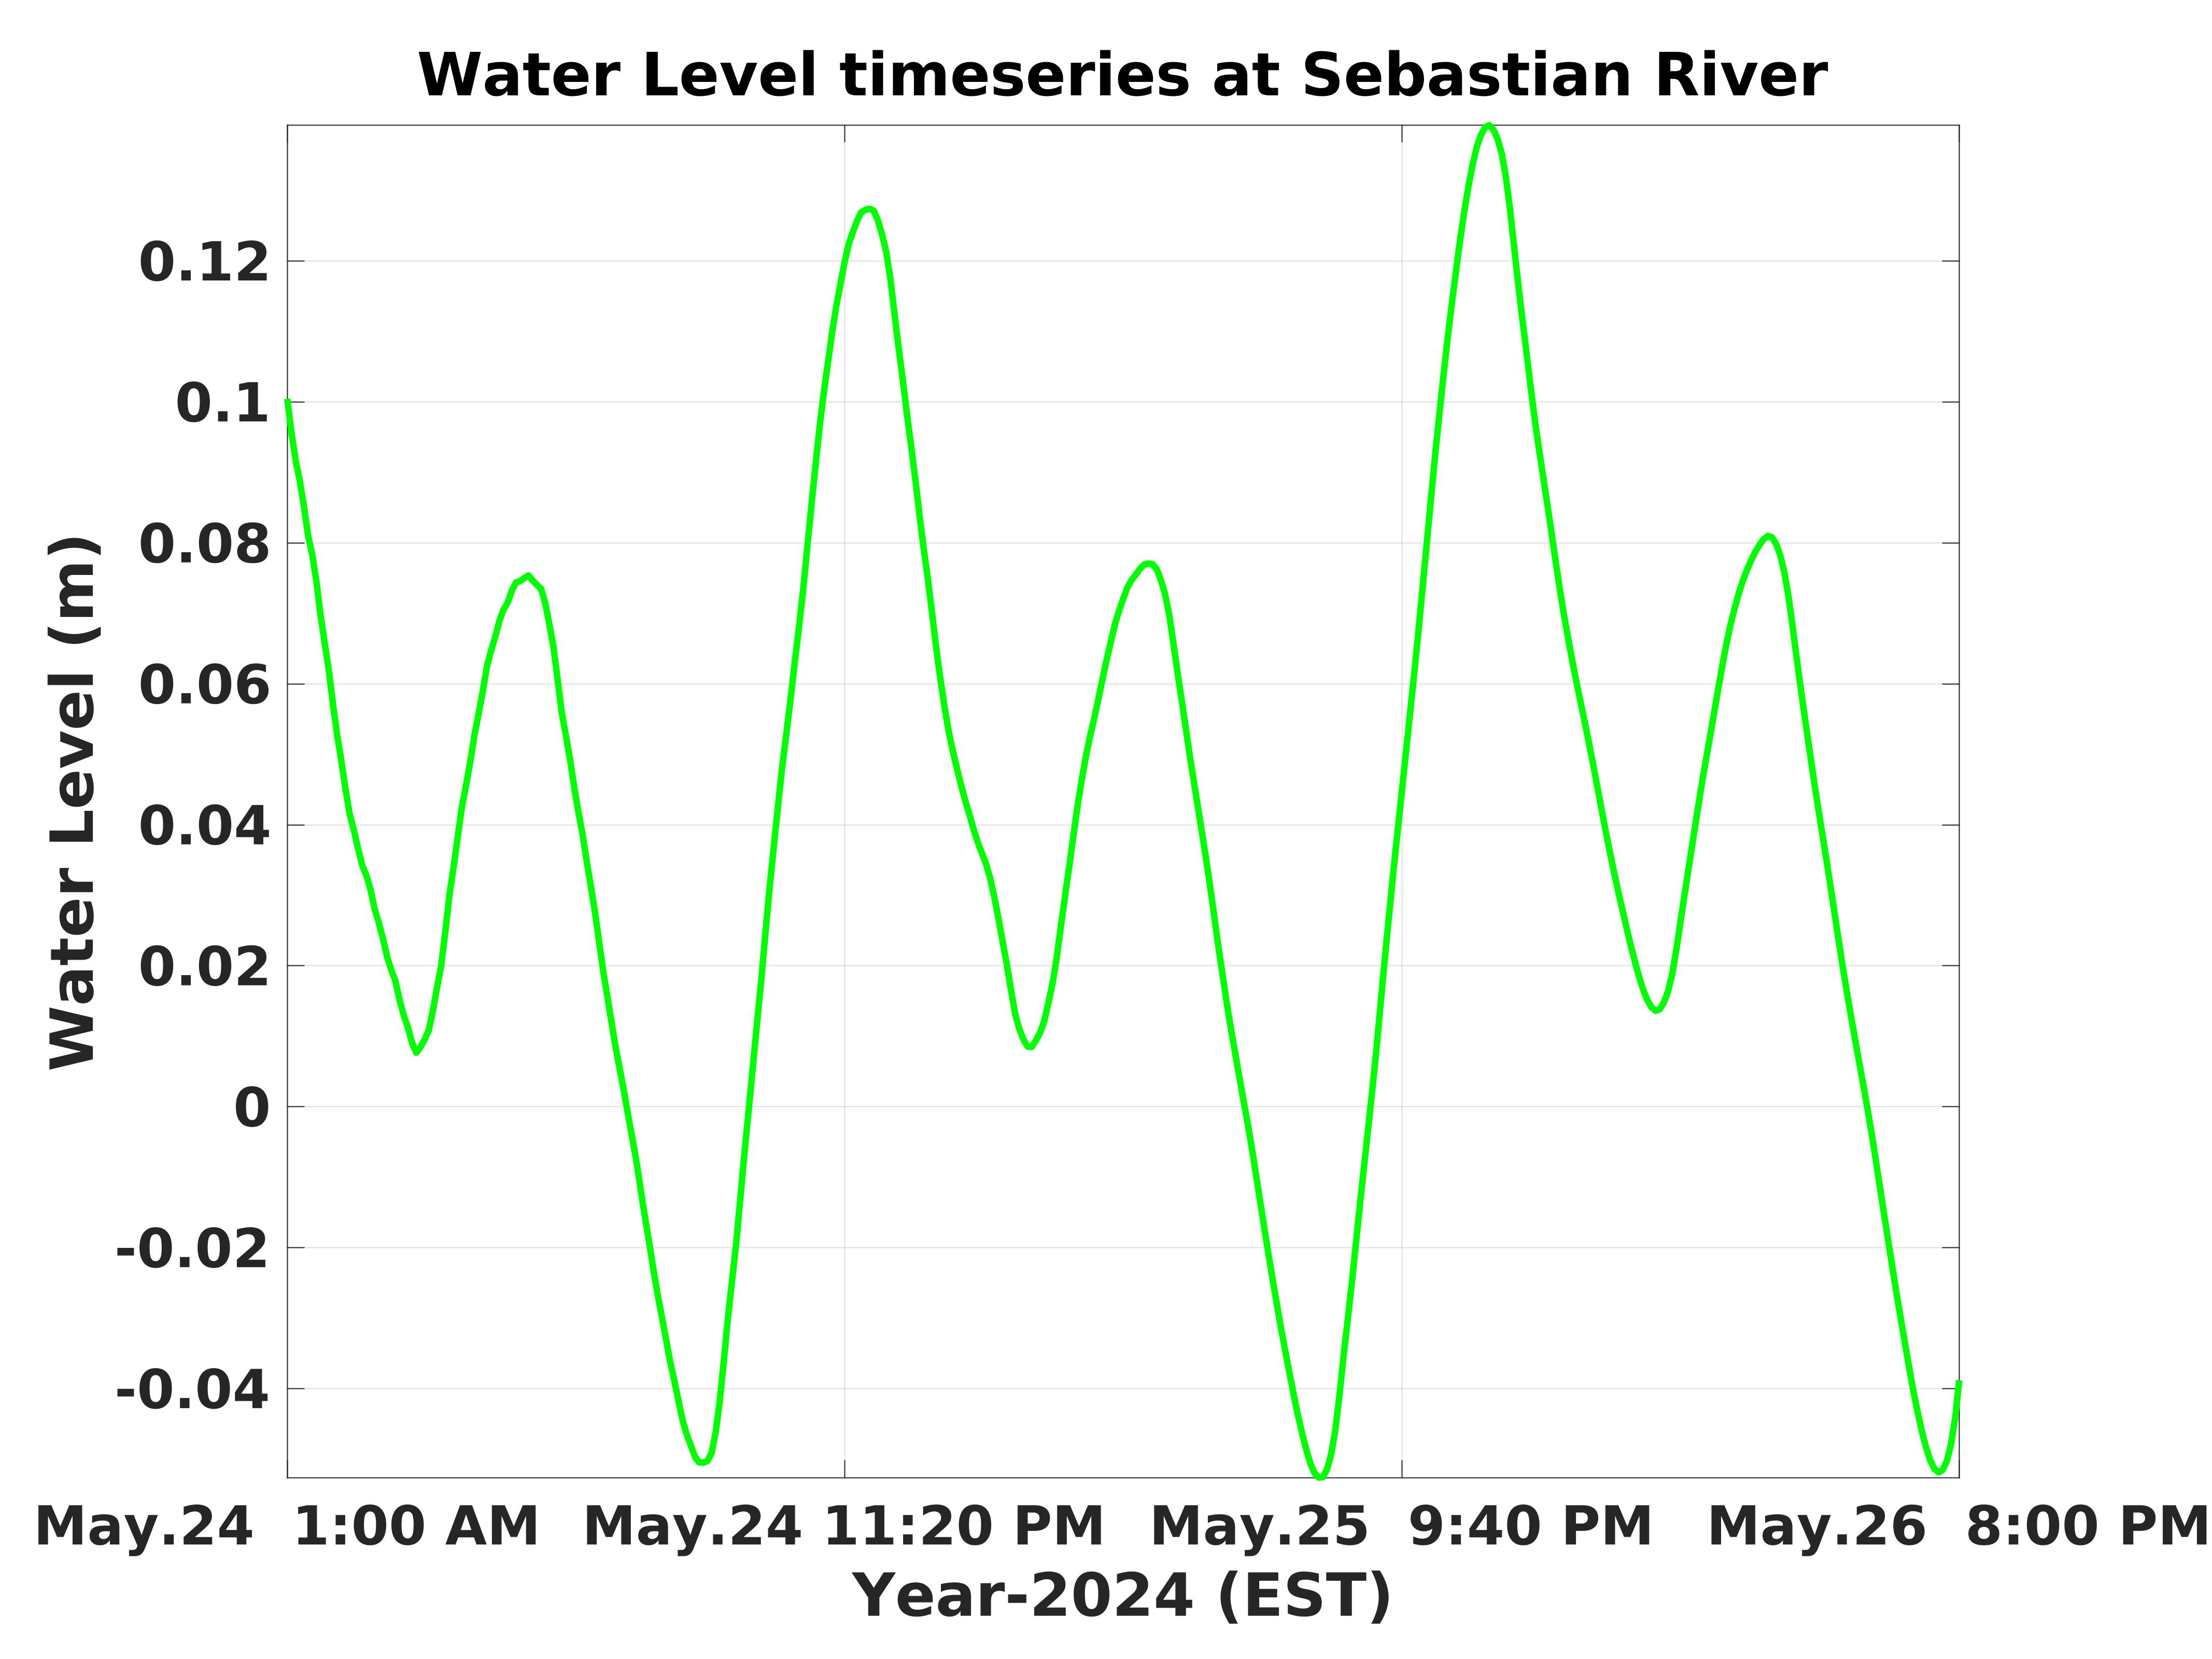 Water Level timeseries at Sebastian River
Water Level (m)
0.12
0.1
0.08
0.06
0.04
0.02
0
-0.02
-0.04
May.24 1:00 AM May.24 11:20 PM May.25 9:40 PM May.26 8:00 PM
Year-2024 (EST)